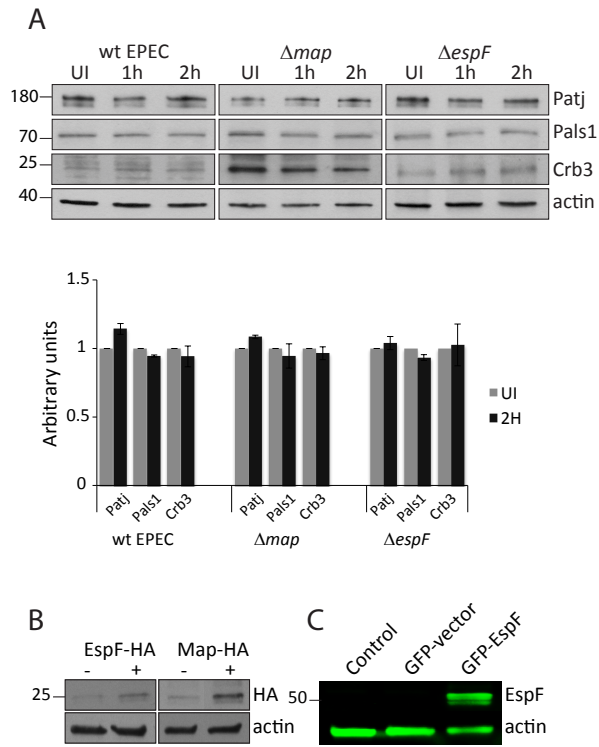 A
wt EPEC Δmap ΔespF
UI 1h 2h UI 1h 2h UI 1h 2h
180 Patj
70 Pals1
25 Crb3
40 actin
1.5
1
0.5
0
Arbitrary units
UI
2H
Patj Pals1 Crb3 Patj Pals1 Crb3 Patj Pals1 Crb3
wt EPEC Δmap ΔespF
B
EspF-HA Map-HA
- + - +
25 HA
actin
C
Control GFP-vector GFP-EspF
50 EspF
actin